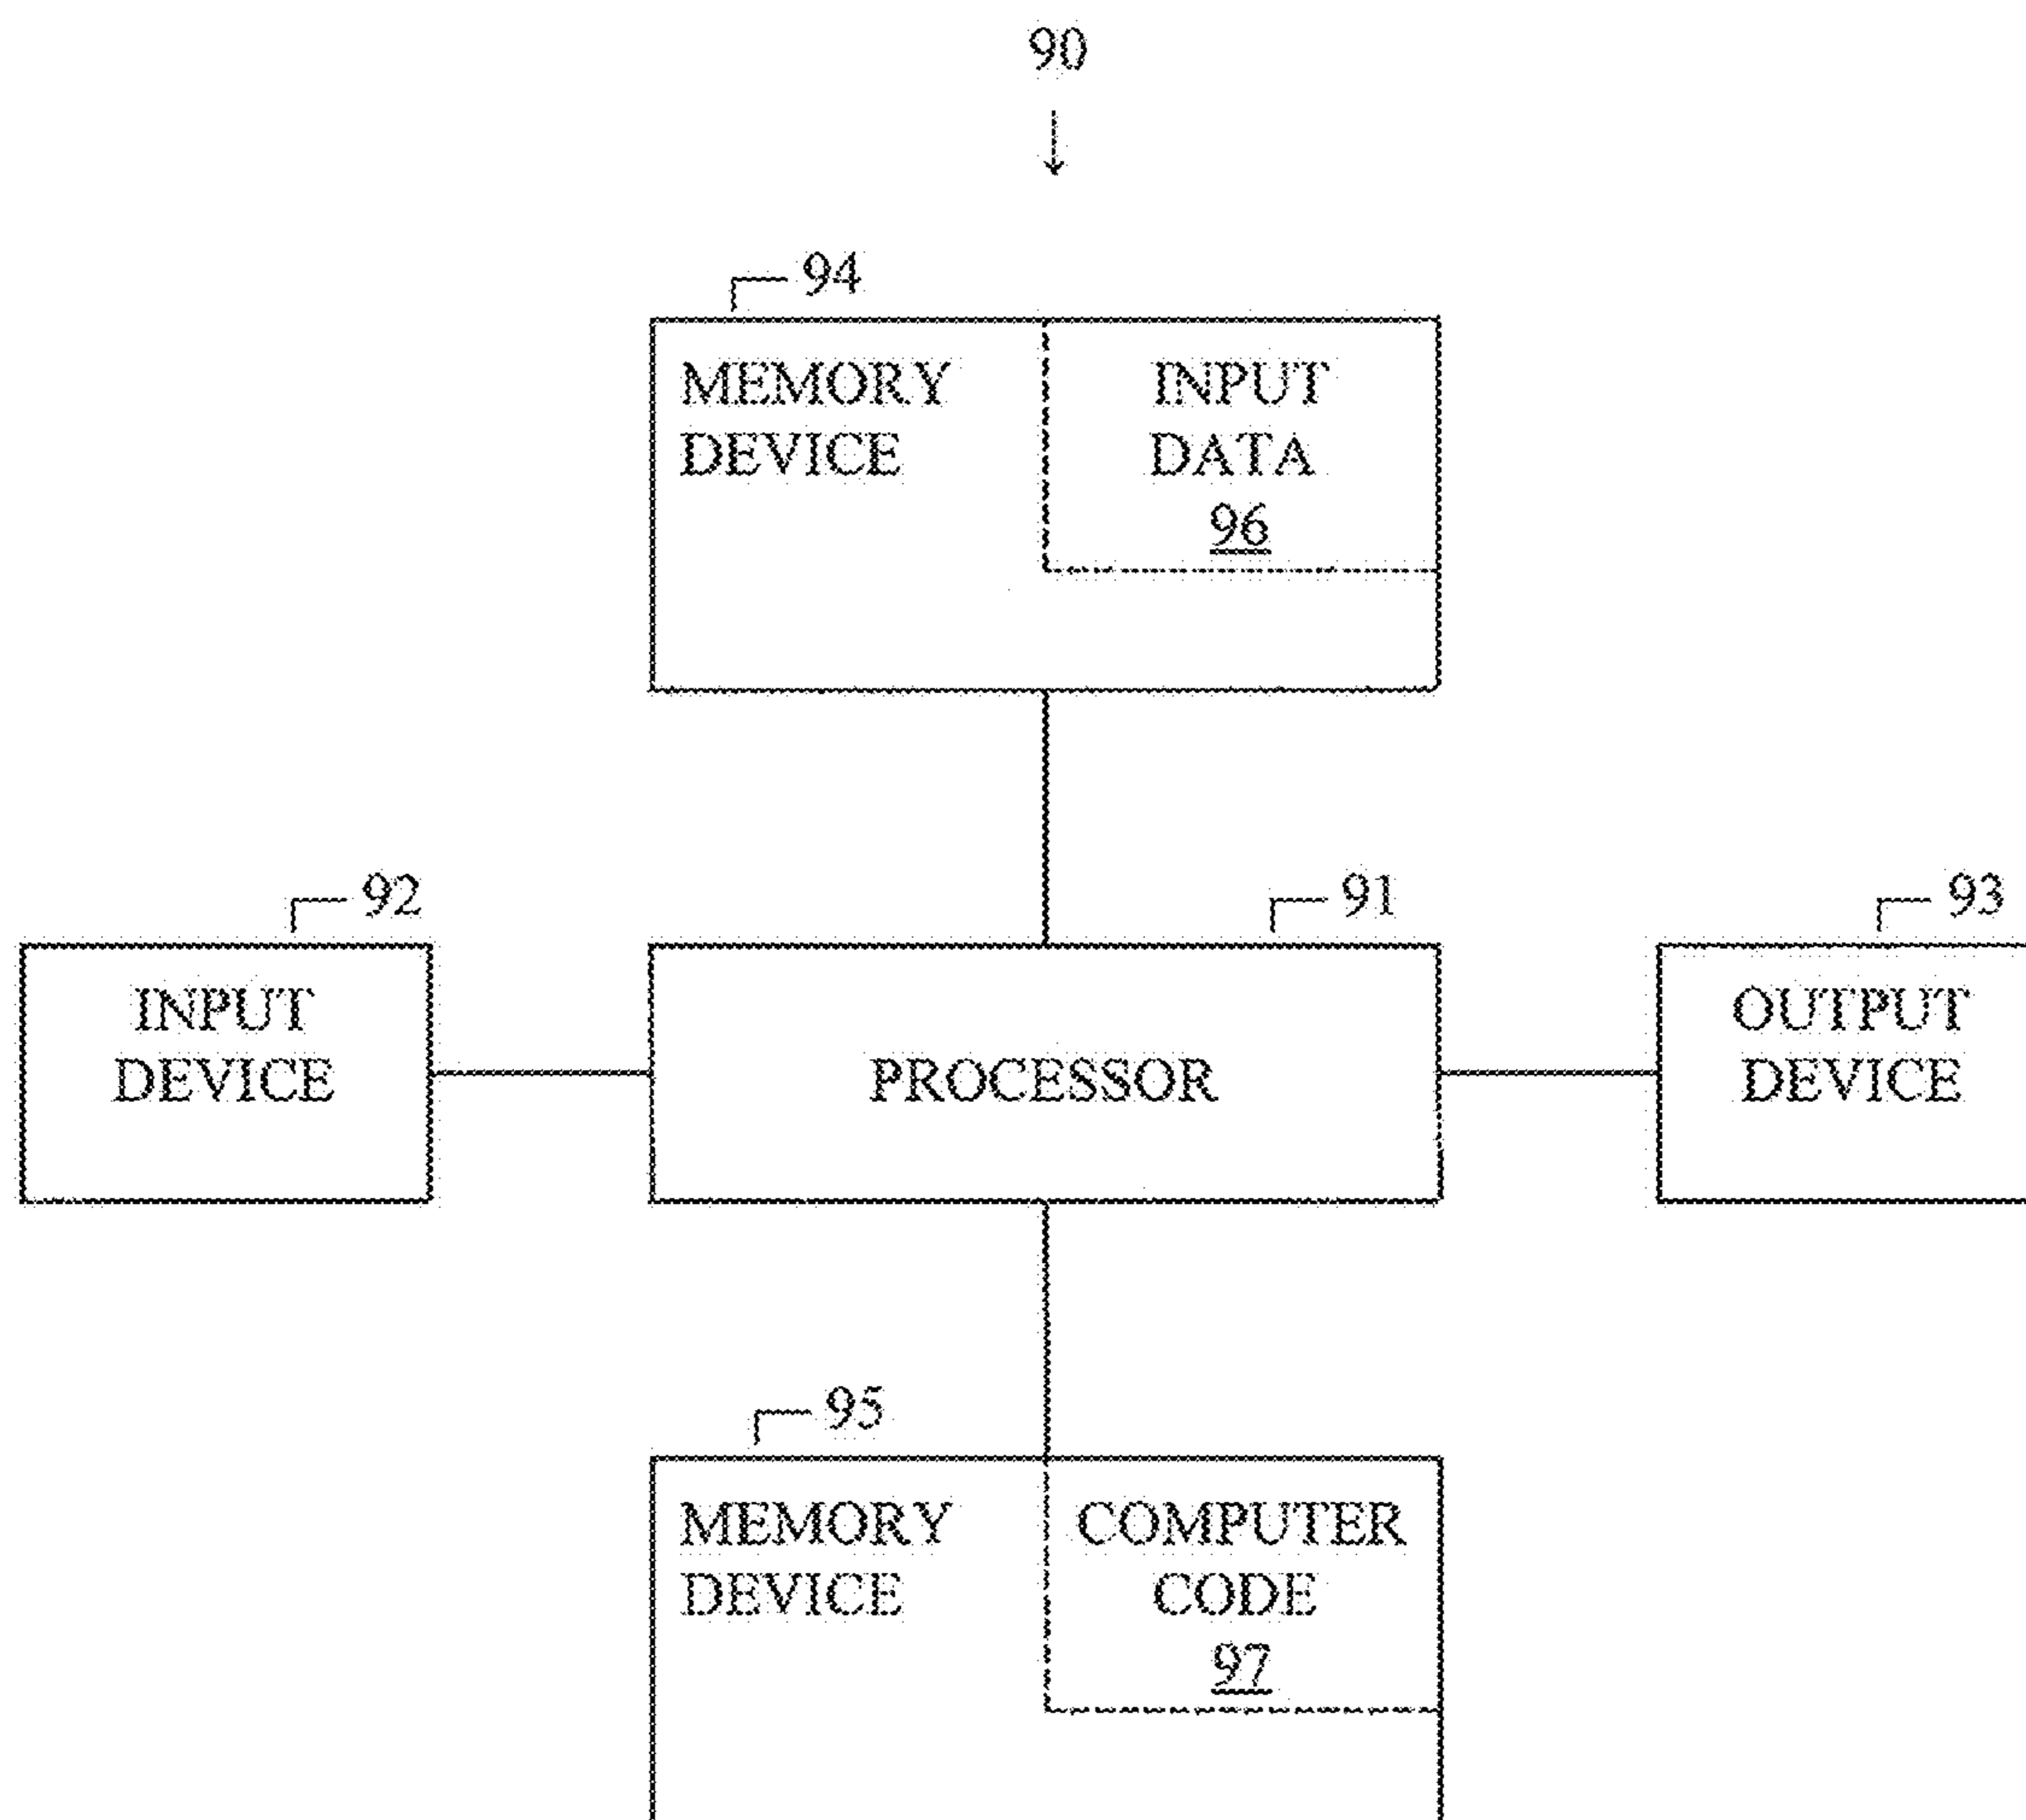 90
94
MEMORY
DEVICE
INPUT
DATA
96
92
91
93
INPUT
DEVICE
PROCESSOR
OUTPUT
DEVICE
95
MEMORY
DEVICE
COMPUTER
CODE
97